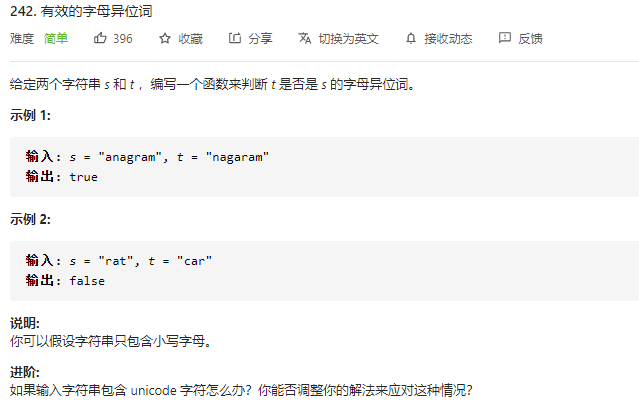 242. 有效的字母异位词
难度 简单 396 收藏 分享 切换为英文 接收动态 反馈
给定两个字符串 s 和 t ，编写一个函数来判断 t 是否是 s 的字母异位词。
示例 1:
输入: s = "anagram", t = "nagaram"
输出: true
示例 2:
输入: s = "rat", t = "car"
输出: false
说明:
你可以假设字符串只包含小写字母。
进阶:
如果输入字符串包含 unicode 字符怎么办？你能否调整你的解法来应对这种情况？